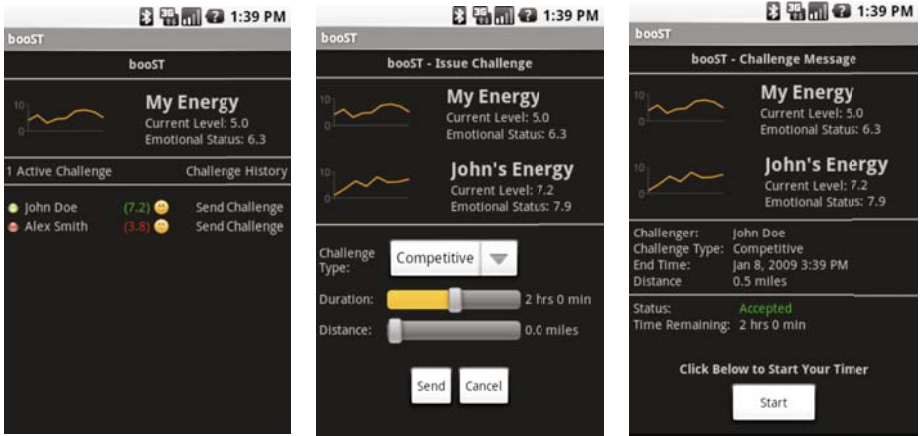 1:39 PM
booST
booST
10
0
My Energy
Current Level: 5.0
Emotional Status: 6.3
1 Active Challenge Challenge History
John Doe (7.2) Send Challenge
Alex Smith (3.8) Send Challenge
3G 1:39 PM
booST
booST - Issue Challenge
10
0
My Energy
Current Level: 5.0
Emotional Status: 6.3
10
0
John's Energy
Current Level: 7.2
Emotional Status: 7.9
Challenge Type: Competitive
Duration: 2 hrs 0 min
Distance: 0.0 miles
Send Cancel
3G 1:39 PM
booST
booST - Challenge Message
10
0
My Energy
Current Level: 5.0
Emotional Status: 6.3
10
0
John's Energy
Current Level: 7.2
Emotional Status: 7.9
Challenger: John Doe
Challenge Type: Competitive
End Time: Jan 8, 2009 3:39 PM
Distance 0.5 miles
Status: Accepted
Time Remaining: 2 hrs 0 min
Click Below to Start Your Timer
Start